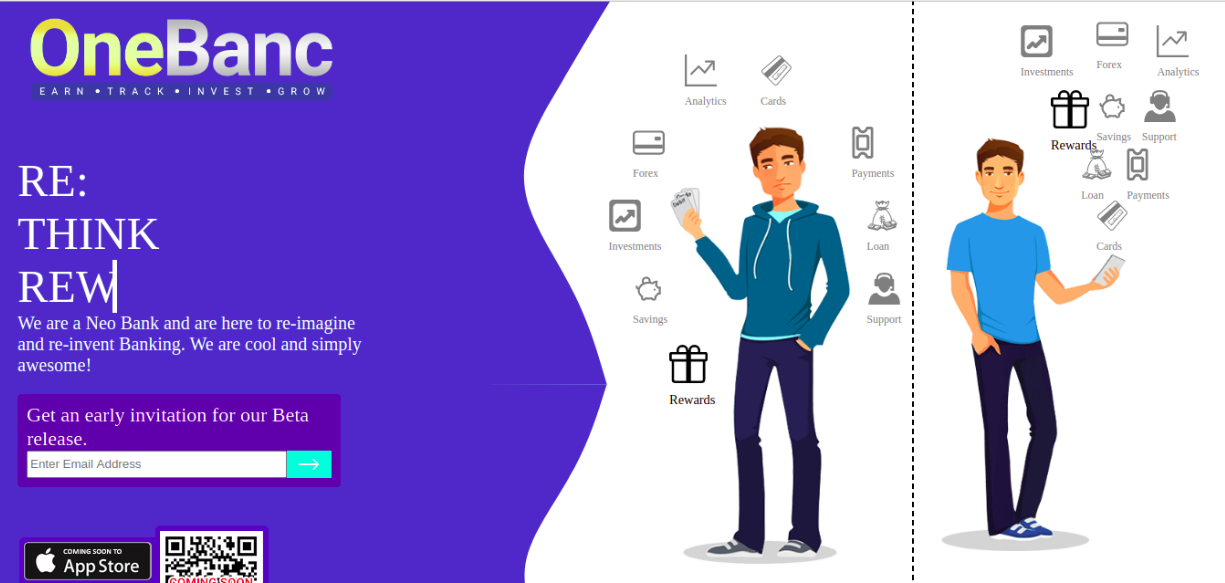 OneBanc
EARN • TRACK • INVEST • GROW
RE:
THINK
REW
We are a Neo Bank and are here to re-imagine
and re-invent Banking. We are cool and simply
awesome!
Get an early invitation for our Beta
release.
Enter Email Address
COMING SOON TO
App Store
COMING SOON
Analytics
Cards
Forex
Payments
Investments
Loan
Savings
Support
Rewards
Investments
Forex
Analytics
Rewards
Savings
Support
Loan
Payments
Cards